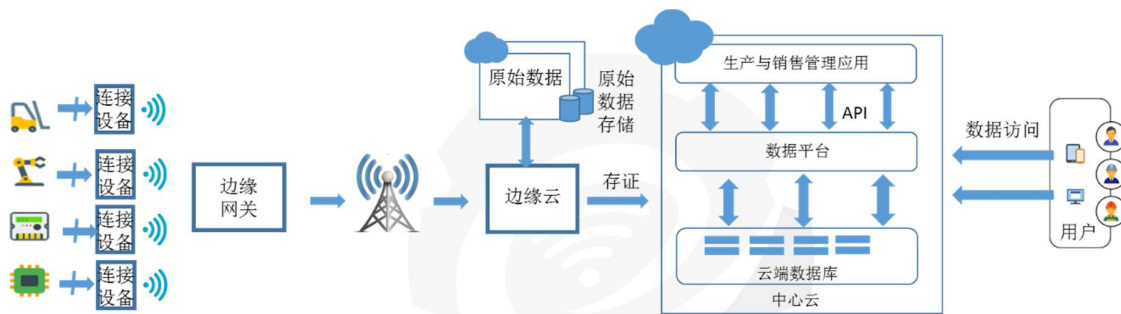 连接
设备
连接
设备
连接
设备
连接
设备
边缘
网关
原始数据
原始
数据
存储
边缘云
存证
生产与销售管理应用
API
数据平台
云端数据库
中心云
数据访问
用户